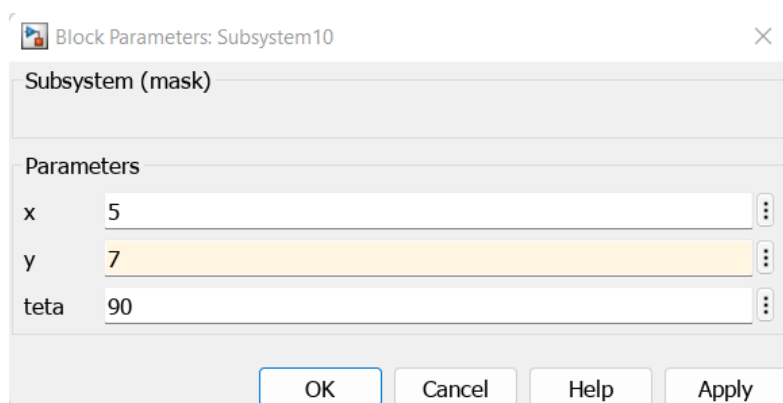 Block Parameters: Subsystem10
Subsystem (mask)
Parameters
x 5
y 7
teta 90
OK Cancel Help Apply